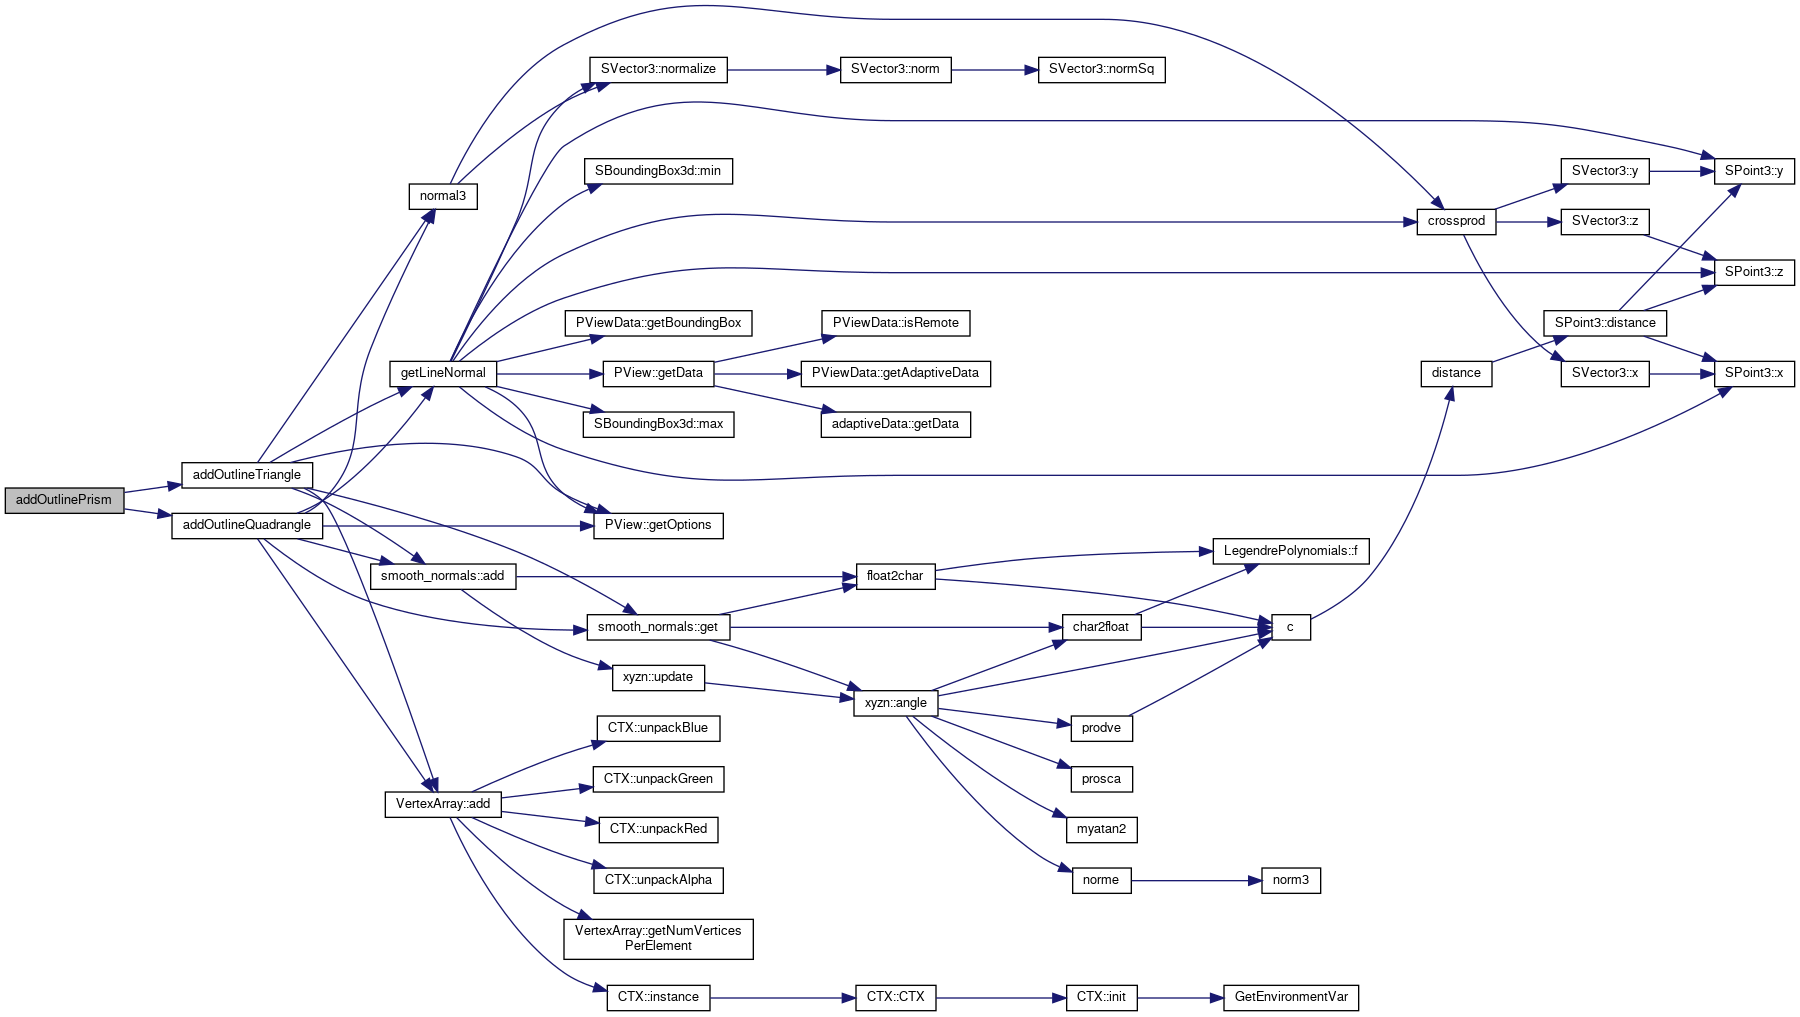 addOutlinePrism
addOutlineTriangle
addOutlineQuadrangle
normal3
getLineNormal
smooth_normals::add
VertexArray::add
SVector3::normalize
SBoundingBox3d::min
PViewData::getBoundingBox
PView::getData
SBoundingBox3d::max
PView::getOptions
smooth_normals::get
xyzn::update
CTX::unpackBlue
CTX::unpackGreen
CTX::unpackRed
CTX::unpackAlpha
VertexArray::getNumVertices
PerElement
CTX::instance
SVector3::norm
PViewData::isRemote
PViewData::getAdaptiveData
adaptiveData::getData
float2char
xyzn::angle
CTX::CTX
SVector3::normSq
char2float
prodve
prosca
myatan2
norme
CTX::init
LegendrePolynomials::f
c
norm3
GetEnvironmentVar
crossprod
distance
SVector3::y
SVector3::z
SPoint3::distance
SVector3::x
SPoint3::y
SPoint3::z
SPoint3::x